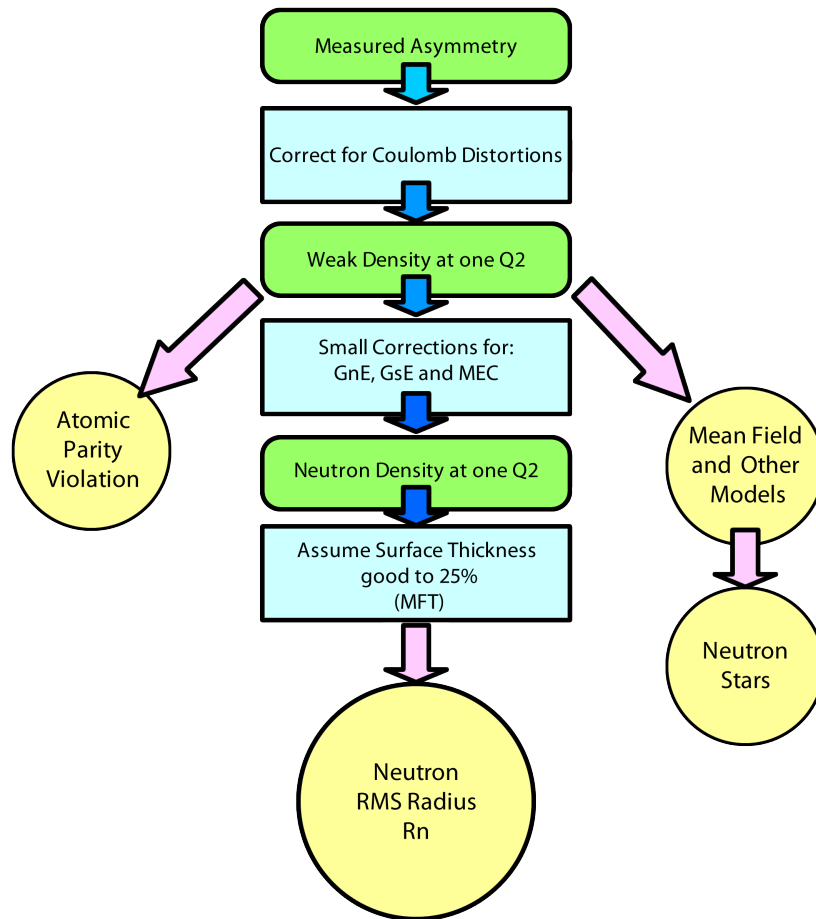 Measured Asymmetry
Correct for Coulomb Distortions
Weak Density at one Q2
Small Corrections for:
GnE, GsE and MEC
Atomic
Parity
Violation
Mean Field
and Other
Models
Neutron Density at one Q2
Assume Surface Thickness
good to 25%
(MFT)
Neutron
Stars
Neutron
RMS Radius
Rn